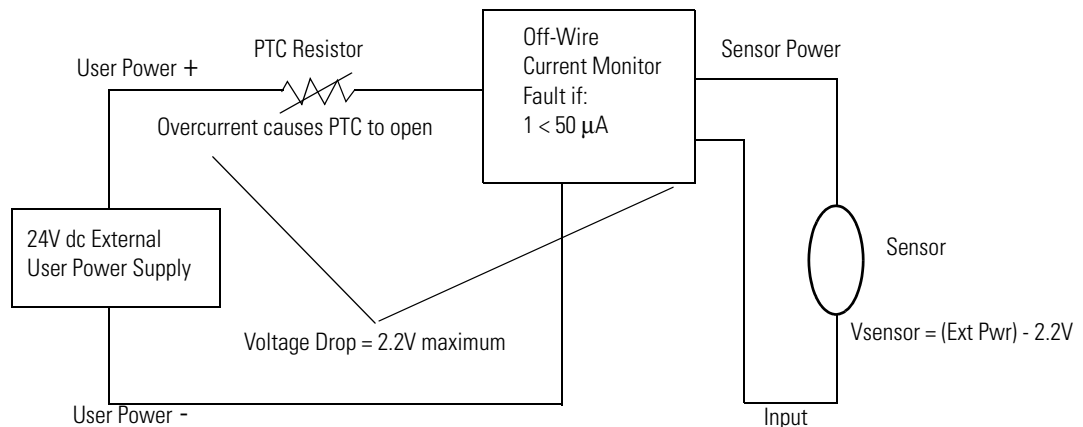 PTC Resistor
User Power +
Overcurrent causes PTC to open
Off-Wire
Current Monitor
Fault if:
1 < 50 μA
Sensor Power
24V dc External
User Power Supply
Sensor
Voltage Drop = 2.2V maximum
Vsensor = (Ext Pwr) - 2.2V
User Power -
Input